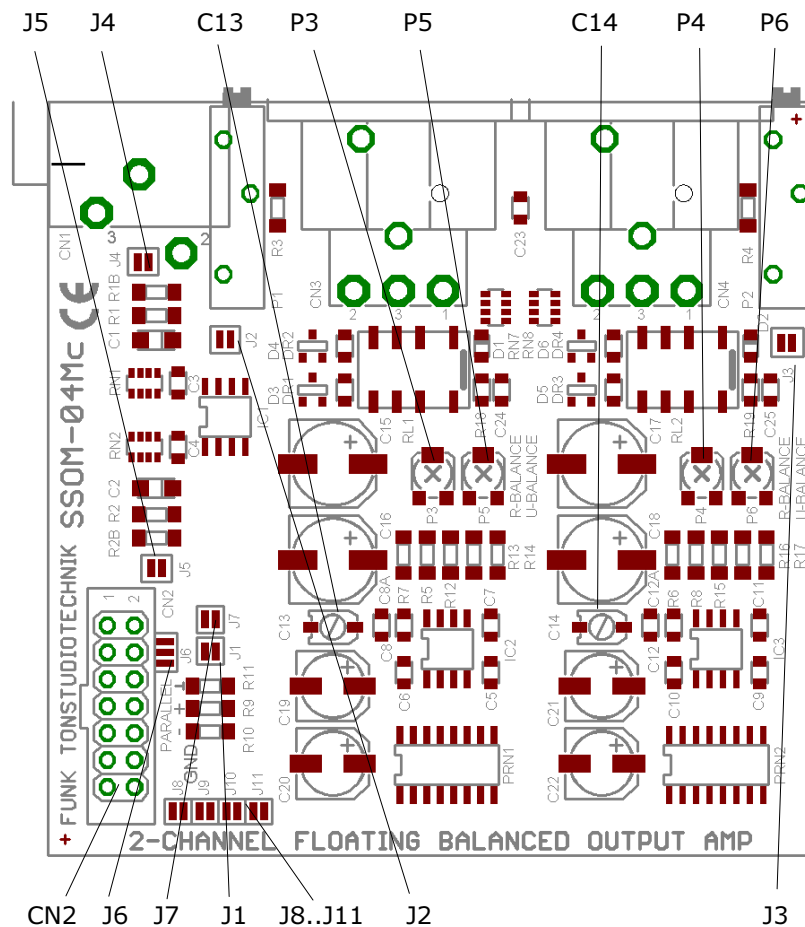 J5 J4 C13 P3 P5 C14 P4 P6
+
CN1
3
2
J4
R1B
R1
C1
RN1
C3
RN2
C4
C2
R2
R2B
J5
J2
IC1
R3
P1
CN3
2 3 1
C23
R4
CN4
2 3 1
P2
D2
J3
D4
DR2
D3
DR1
D1
RN7
RN8
D6
DR4
D5
DR3
C15
RL1
R18
C24
C17
RL2
R19
C25
+
P3
-
P5
-
R-BALANCE
U-BALANCE
+
P4
-
P6
-
R-BALANCE
U-BALANCE
+
C16
+
C18
C8A
R7
R5
R12
R13
R14
C7
C12A
R6
R8
R15
C11
R16
R17
C13
C8
IC2
C6
C5
C14
C12
IC3
C10
C9
C19
+
C20
+
PRN1
C21
+
C22
+
PRN2
1 2
CN2
J6
PARALLEL
J7
J1
+
+
-
R11
R9
R10
GND
J8
J9
J10
J11
SSOM-04Mc CE
+ FUNK TONSTUDIOTECHNIK
2-CHANNEL FLOATING BALANCED OUTPUT AMP
CN2 J6 J7 J1 J8..J11 J2 J3